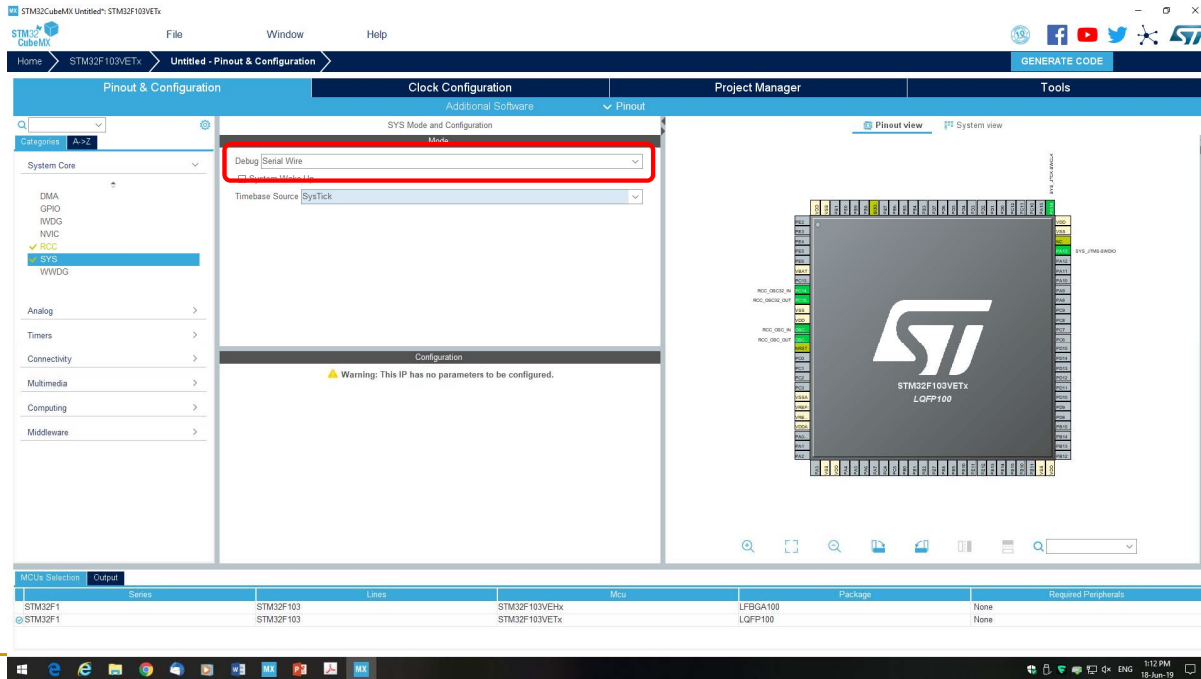 STM32CubeMX Untitled*: STM32F103VETx
STM32
CubeMX
File Window Help
Home STM32F103VETx Untitled - Pinout & Configuration GENERATE CODE
Pinout & Configuration Clock Configuration Project Manager Tools
Additional Software Pinout
SYS Mode and Configuration
Pinout view System view
Categories A->Z
Mode
System Core
Debug Serial Wire
System Wake Up
Timebase Source SysTick
DMA
GPIO
IWDG
NVIC
RCC
SYS
WWDG
Analog
Timers
Connectivity
Multimedia
Computing
Middleware
Configuration
Warning: This IP has no parameters to be configured.
SYS_JTCK-SWCLK
SYS_JTMS-SWDIO
RCC_OSC32_IN
RCC_OSC32_OUT
RCC_OSC_IN
RCC_OSC_OUT
STM32F103VETx
LQFP100
MCUs Selection Output
Series Lines Mcu Package Required Peripherals
STM32F1 STM32F103 STM32F103VEHx LFBGA100 None
STM32F1 STM32F103 STM32F103VETx LQFP100 None
ENG 1:12 PM
18-Jun-19